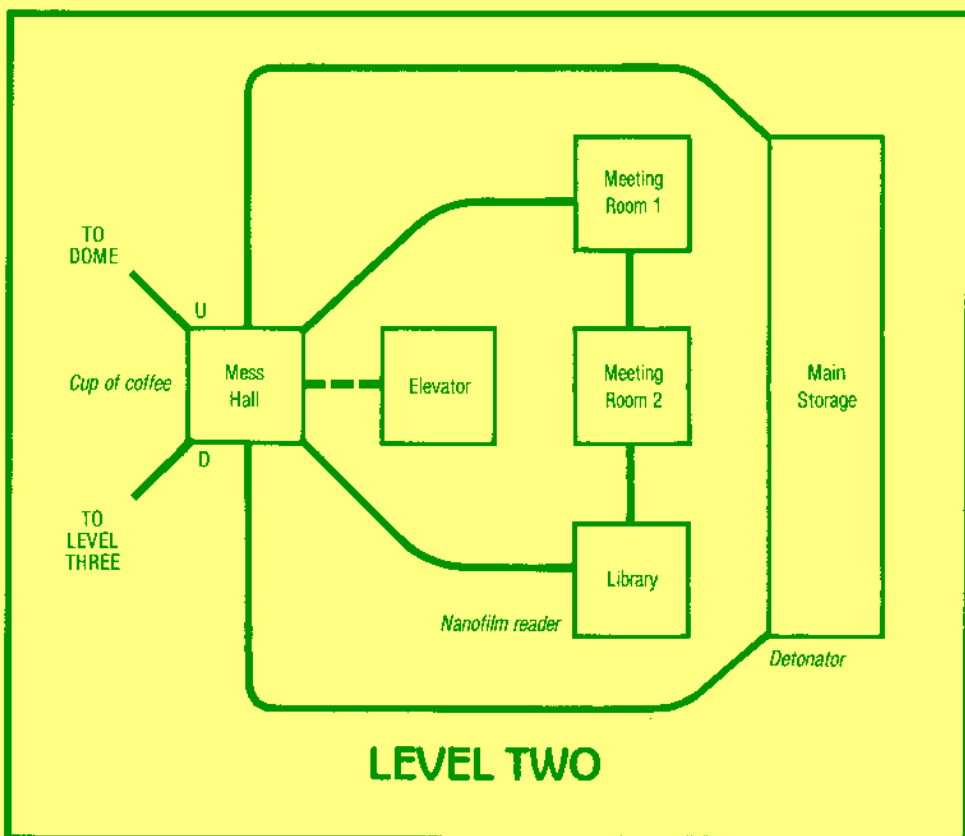 Meeting
Room 1
TO
DOME
U
Cup of coffee
Mess
Hall
Elevator
Meeting
Room 2
Main
Storage
D
TO
LEVEL
THREE
Library
Nanofilm reader
Detonator
LEVEL TWO